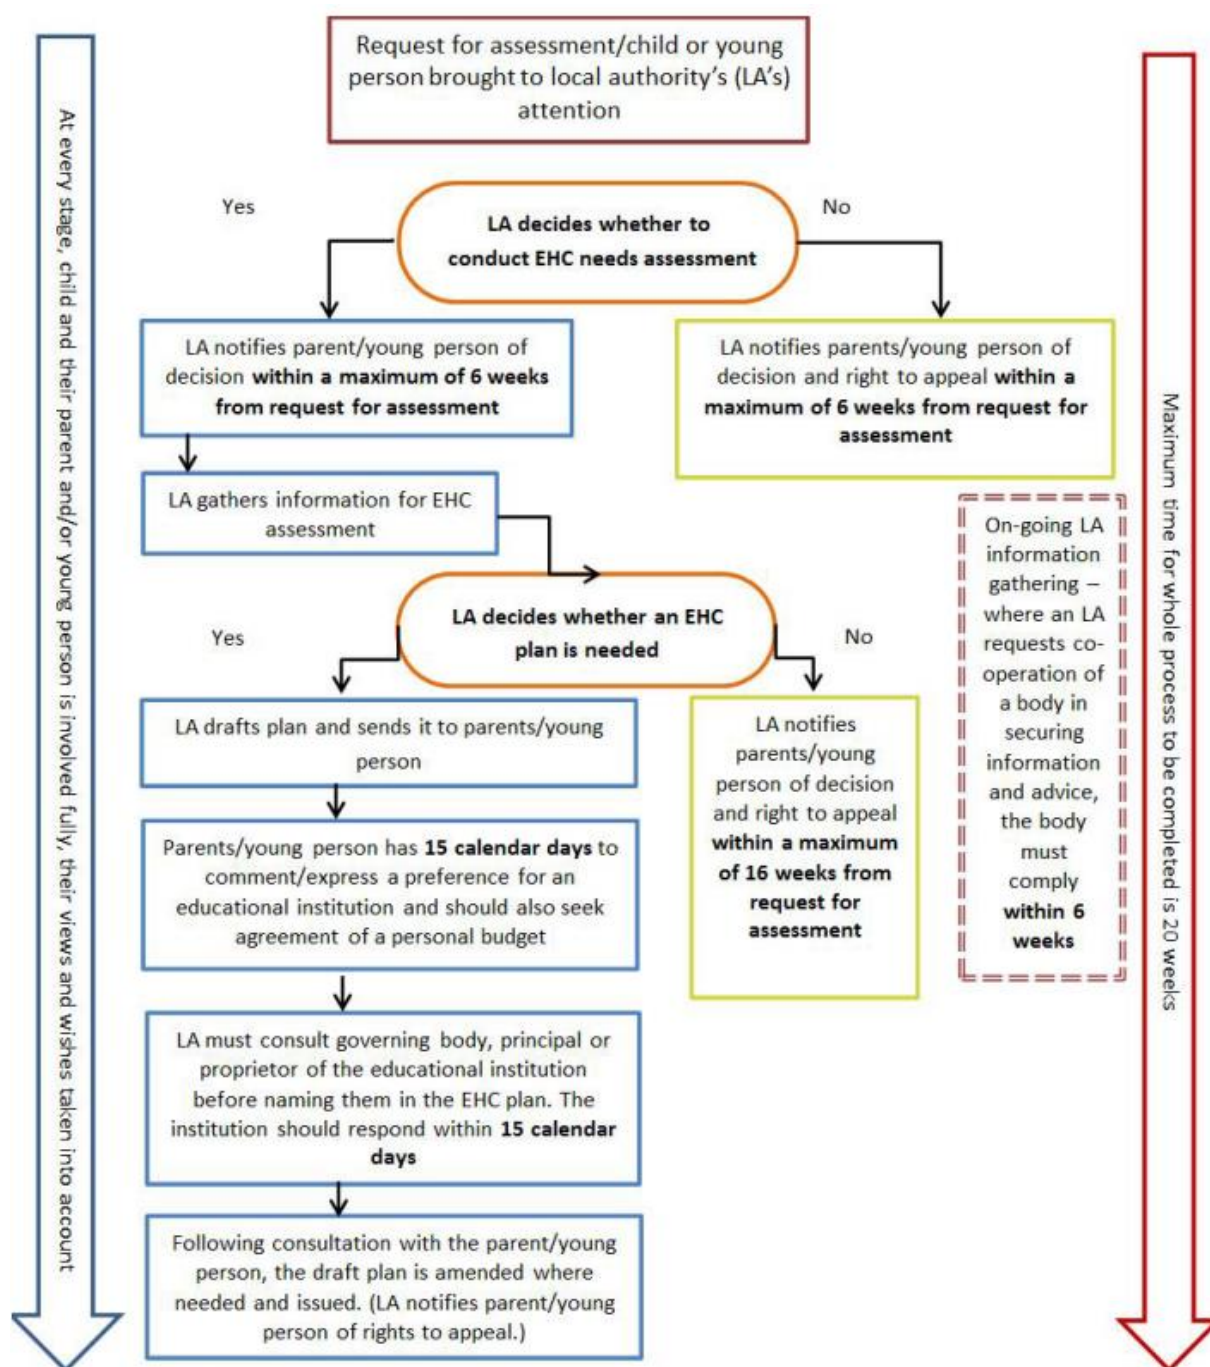 Request for assessment/child or young
person brought to local authority's (LA's)
attention
Yes
No
LA decides whether to
conduct EHC needs assessment
LA notifies parent/young person of
decision within a maximum of 6 weeks
from request for assessment
LA notifies parents/young person of
decision and right to appeal within a
maximum of 6 weeks from request for
assessment
LA gathers information for EHC
assessment
On-going LA
information
gathering –
where an LA
requests co-
operation of
a body in
securing
information
and advice,
the body
must
comply
within 6
weeks
LA decides whether an EHC
plan is needed
Yes
No
LA drafts plan and sends it to parents/young
person
LA notifies
parents/young
person of decision
and right to appeal
within a maximum
of 16 weeks from
request for
assessment
Parents/young person has 15 calendar days to
comment/express a preference for an
educational institution and should also seek
agreement of a personal budget
LA must consult governing body, principal or
proprietor of the educational institution
before naming them in the EHC plan. The
institution should respond within 15 calendar
days
Following consultation with the parent/young
person, the draft plan is amended where
needed and issued. (LA notifies parent/young
person of rights to appeal.)
At every stage, child and their parent and/or young person is involved fully, their views and wishes taken into account
Maximum time for whole process to be completed is 20 weeks